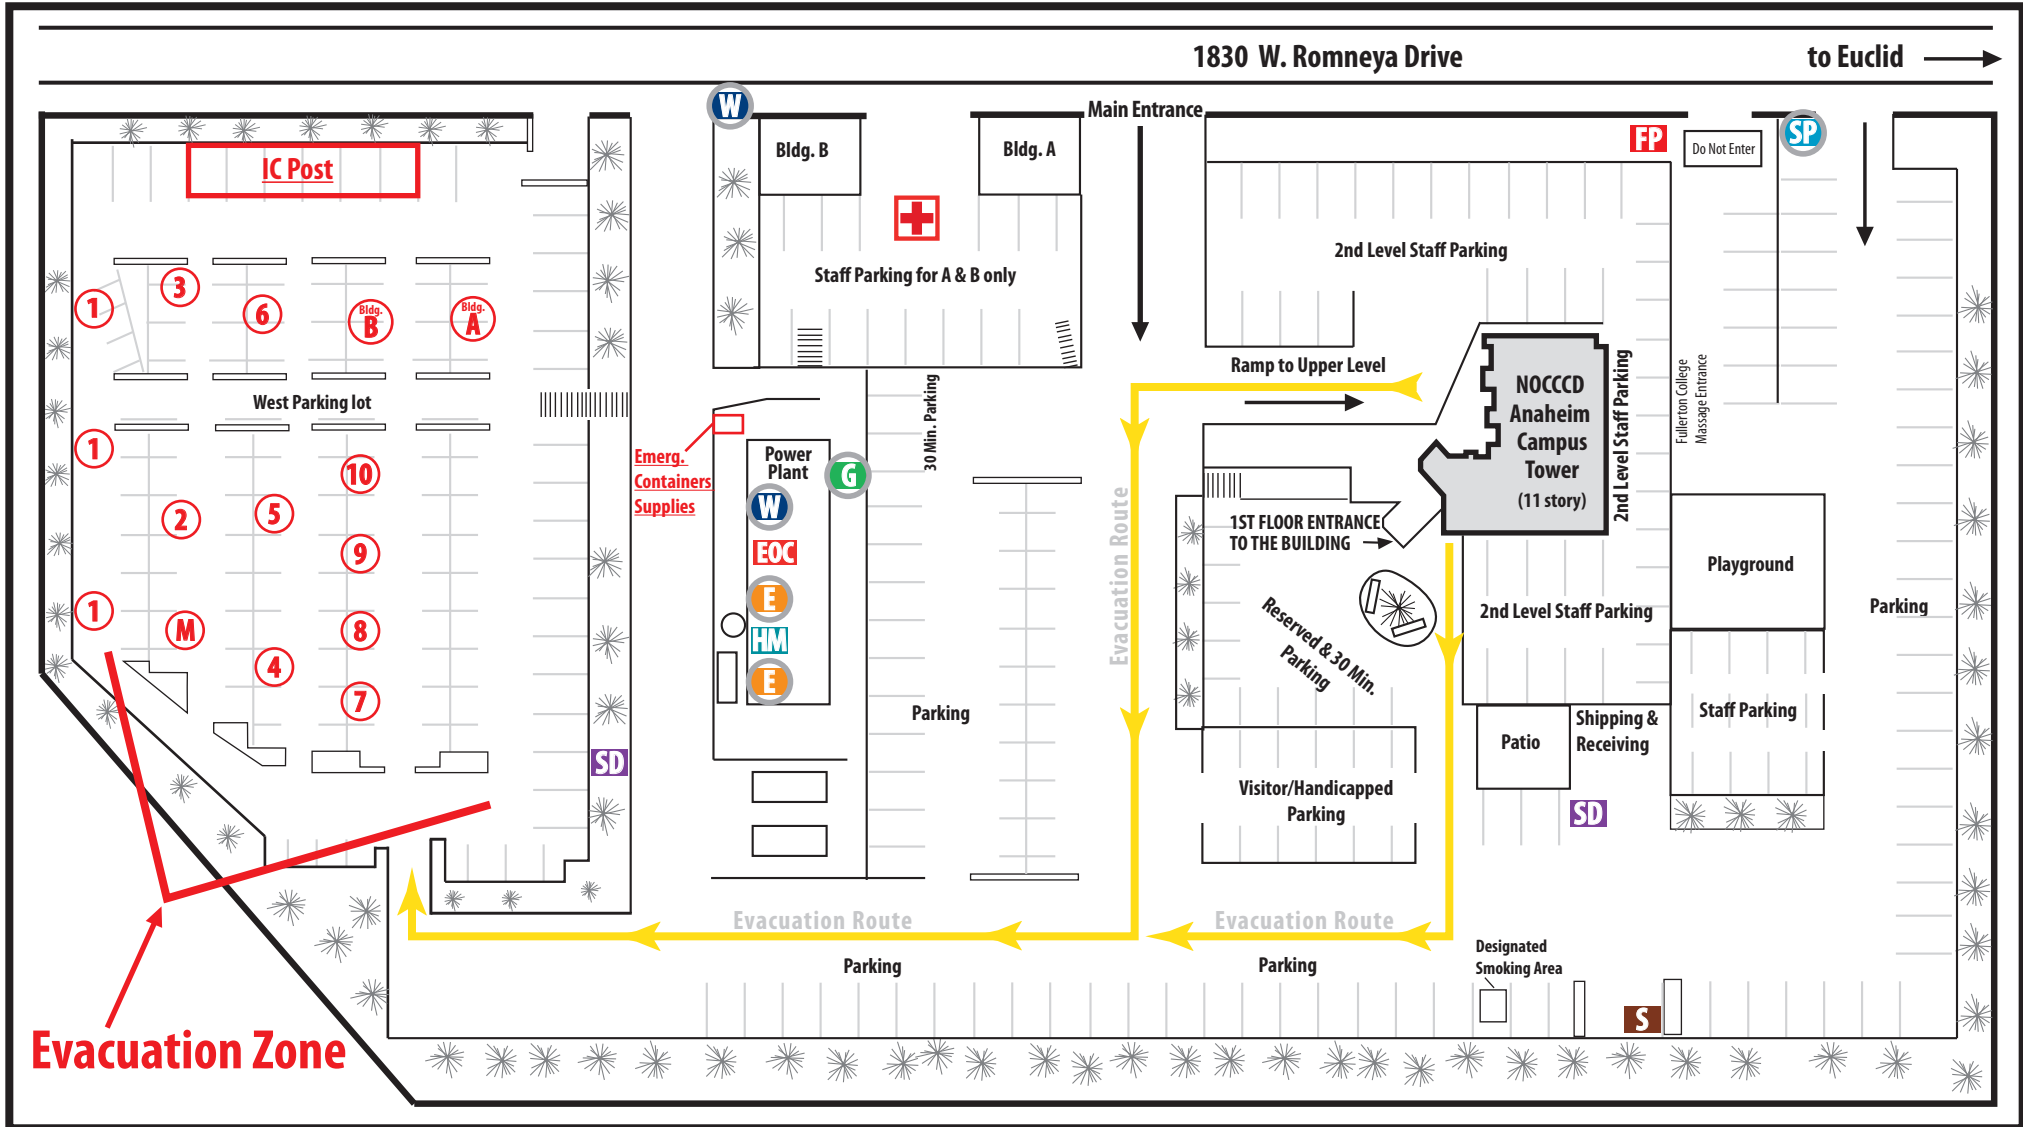 1830 W. Romneya Drive
to Euclid
Main Entrance
W
SP
FP
Do Not Enter
Bldg. B
Bldg. A
IC Post
2nd Level Staff Parking
Staff Parking for A & B only
1
3
6
Bldg.
B
Bldg.
A
Ramp to Upper Level
NOCCCD
Anaheim
Campus
Tower
(11 story)
2nd Level Staff Parking
Fullerton College
Massage Entrance
West Parking lot
30 Min. Parking
1
10
2
5
9
1
M
8
4
7
Emerg.
Containers
Supplies
Power
Plant
G
W
EOC
E
HM
E
Evacuation Route
1ST FLOOR ENTRANCE
TO THE BUILDING
Reserved & 30 Min.
Parking
2nd Level Staff Parking
Playground
Parking
Parking
Staff Parking
Shipping &
Receiving
Patio
SD
SD
Visitor/Handicapped
Parking
Evacuation Route
Evacuation Route
Parking
Parking
Designated
Smoking Area
S
Evacuation Zone